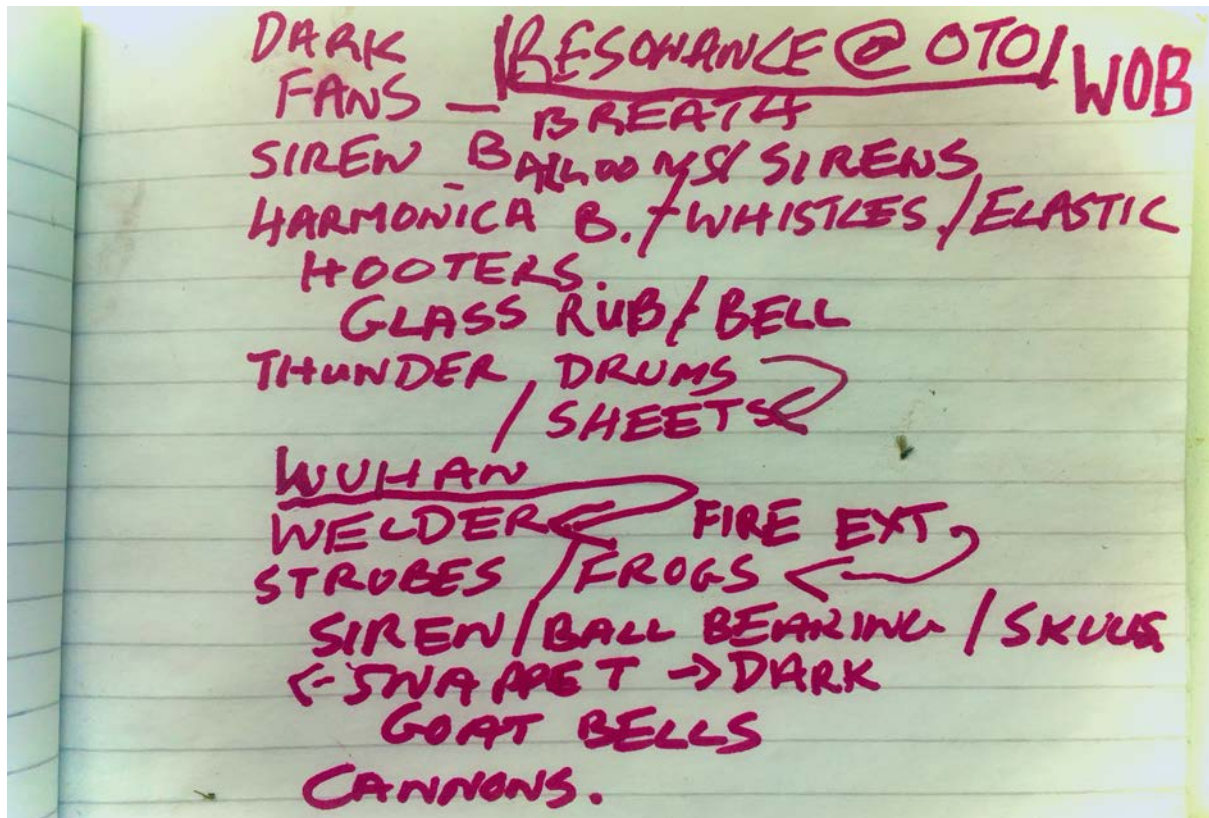 DARK |RESONANCE @ OTO| WOB
FANS — BREATH
SIREN - BALLOONS/SIRENS
HARMONICA B. / WHISTLES / ELASTIC
HOOTERS.
GLASS RUB / BELL
THUNDER, DRUMS
/ SHEETS
WUHAN
WELDER FIRE EXT
STROBES / FROGS
SIREN / BALL BEARING / SKULLS
<- SNAPPET -> DARK
GOAT BELLS
CANNONS.